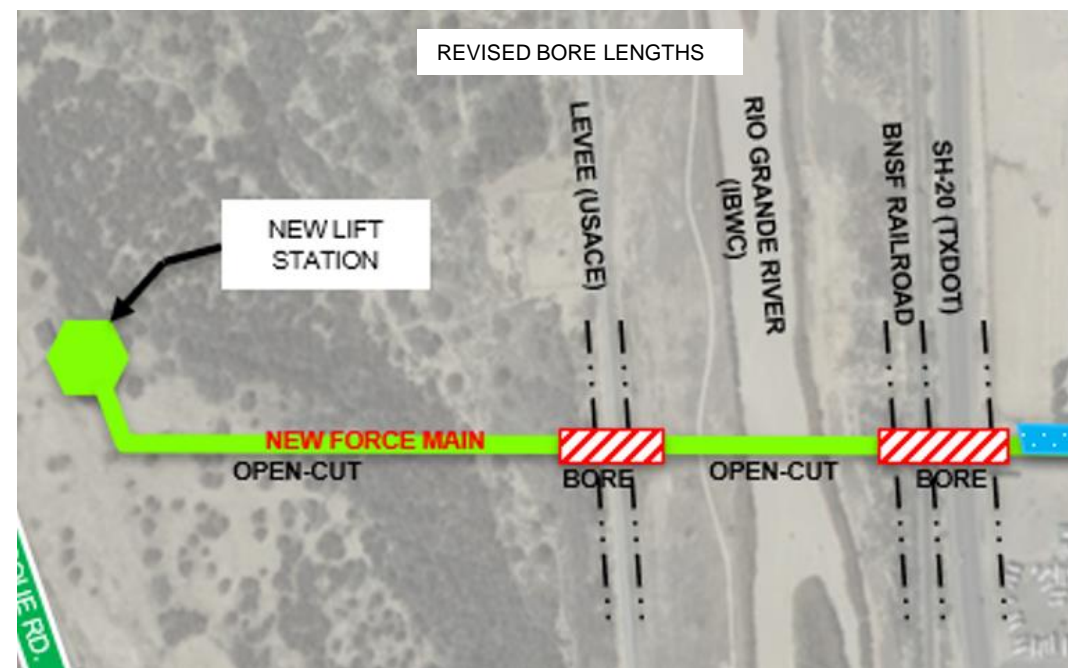 REVISED BORE LENGTHS
LEVEE (USACE)
RIO GRANDE RIVER
(IBWC)
BNSF RAILROAD
SH-20 (TXDOT)
NEW LIFT
STATION
NEW FORCE MAIN
OPEN-CUT
BORE
OPEN-CUT
BORE
RD.